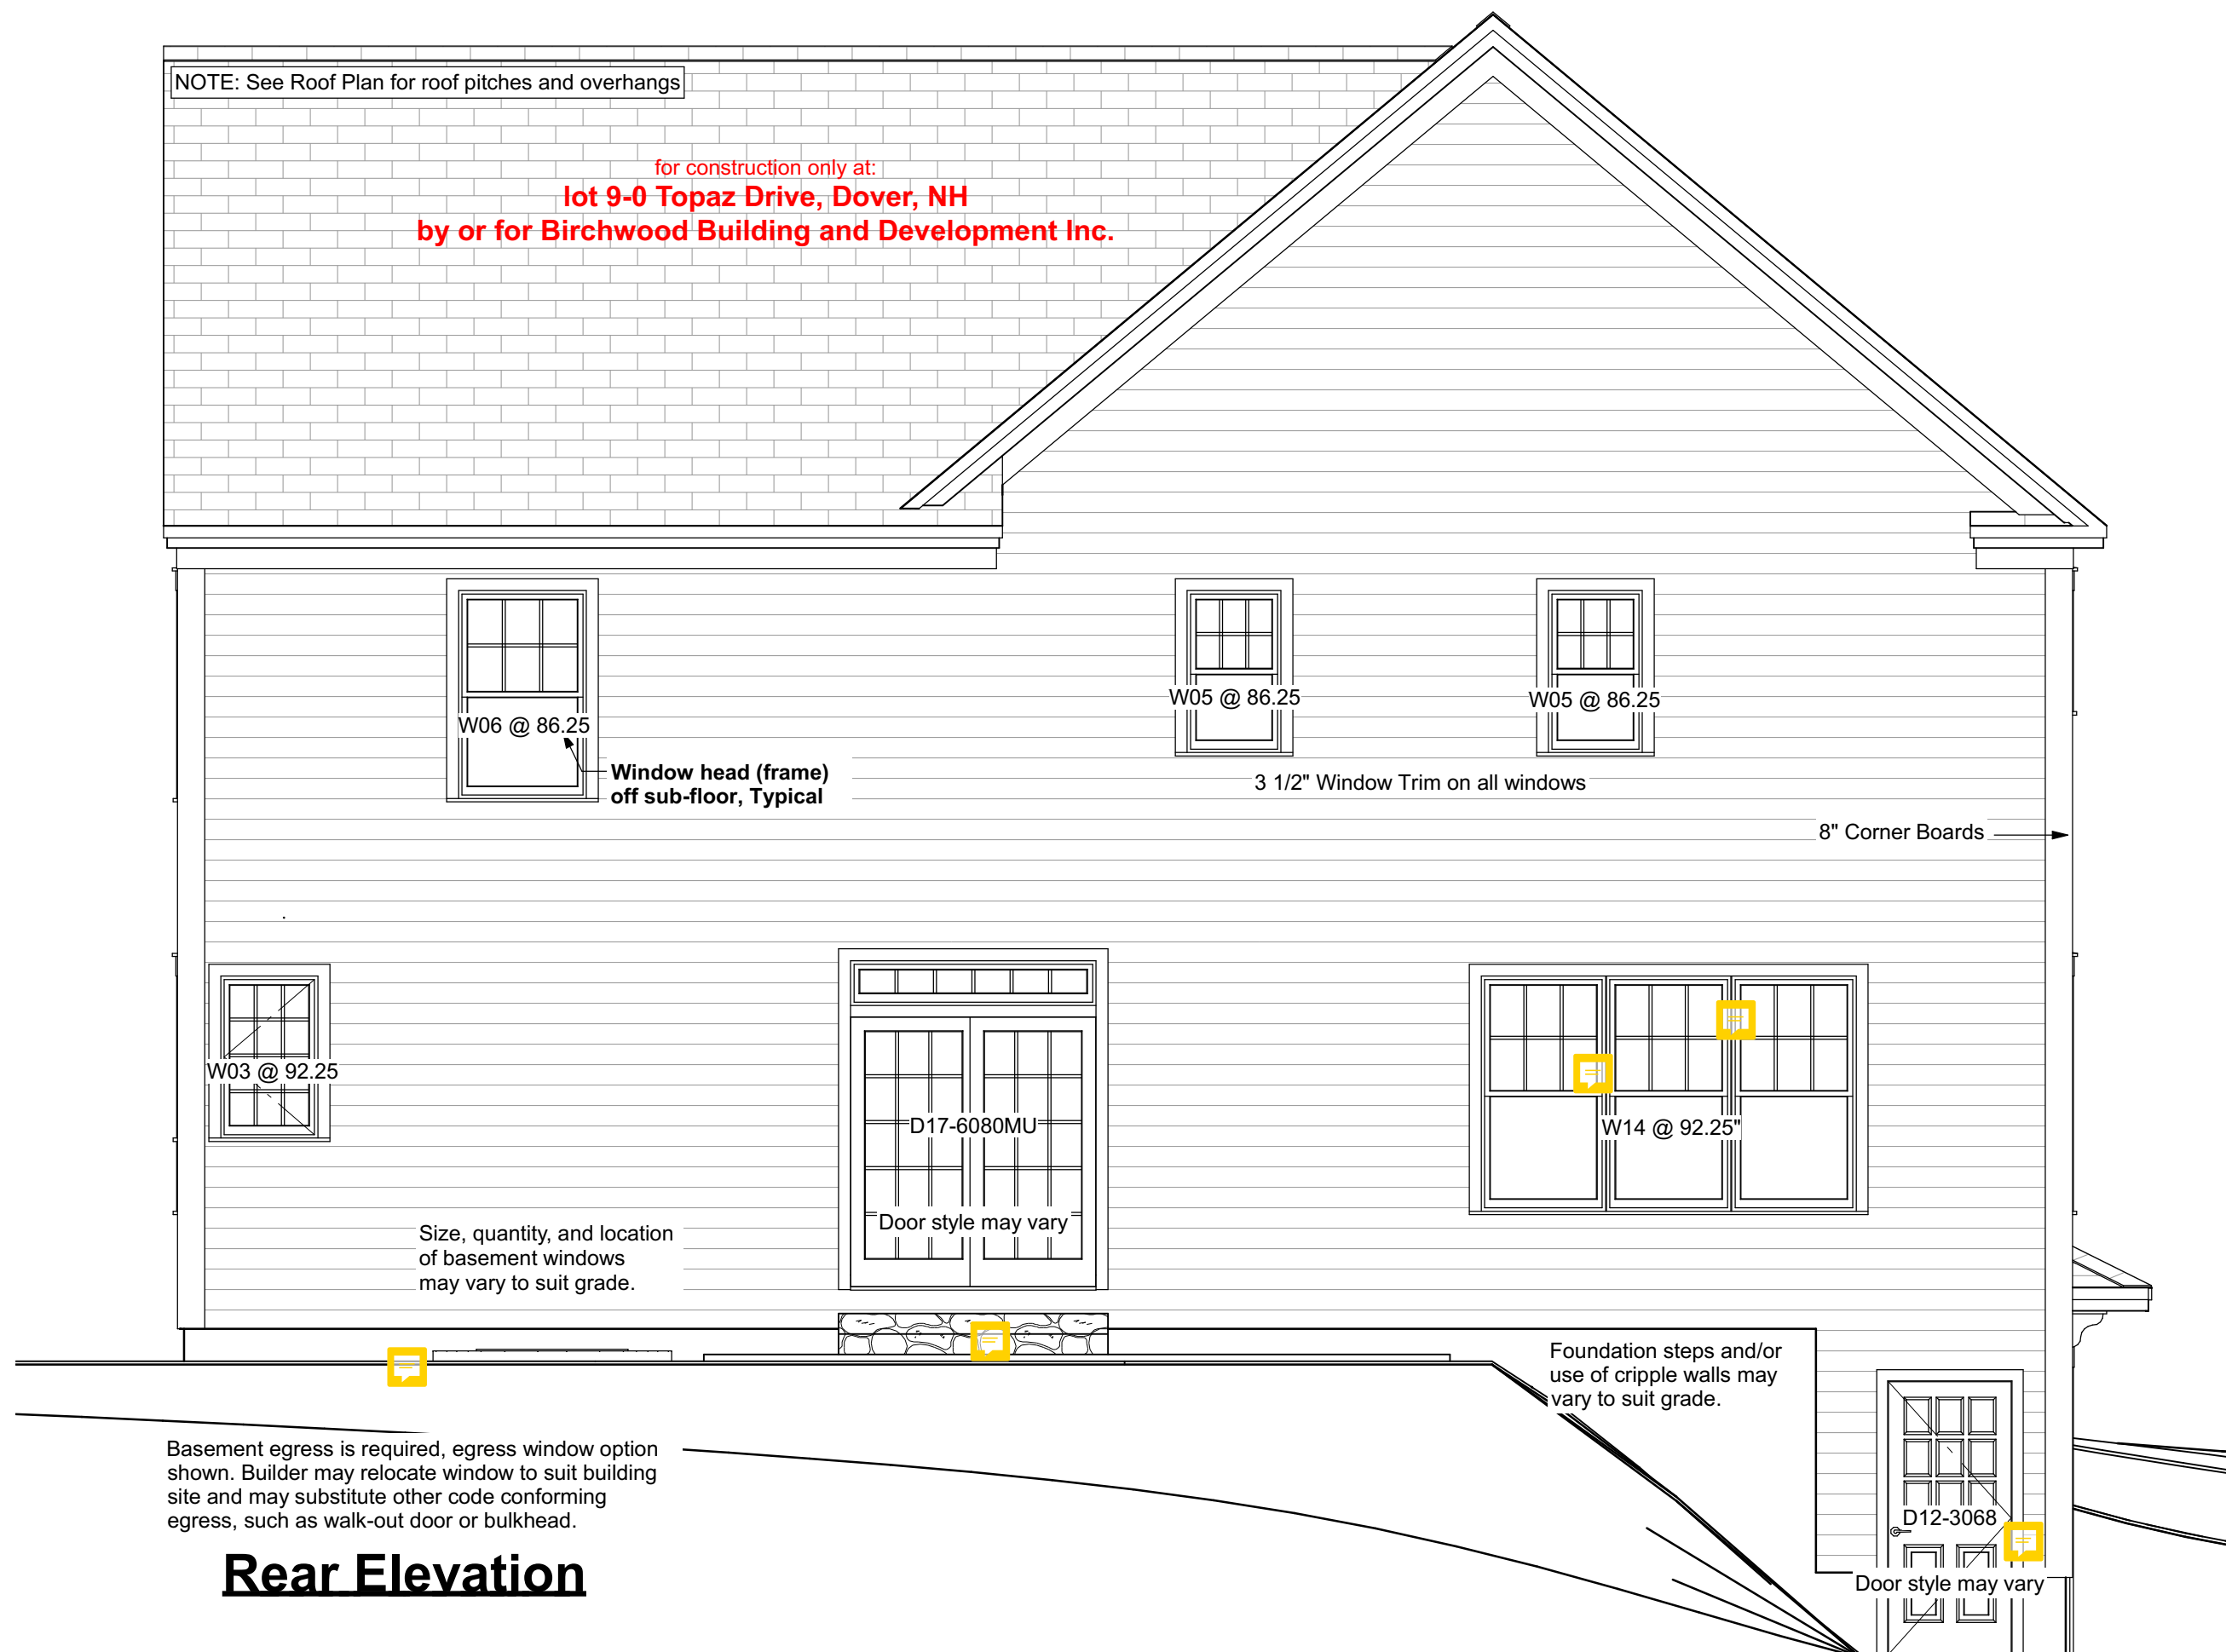 NOTE: See Roof Plan for roof pitches and overhangs
for construction only at:
lot 9-0 Topaz Drive, Dover, NH
by or for Birchwood Building and Development Inc.
W06 @ 86.25
W05 @ 86.25
W05 @ 86.25
Window head (frame)
off sub-floor, Typical
3 1/2" Window Trim on all windows
8" Corner Boards
W03 @ 92.25
D17-6080MU
W14 @ 92.25"
Door style may vary
Size, quantity, and location
of basement windows
may vary to suit grade.
Foundation steps and/or
use of cripple walls may
vary to suit grade.
Basement egress is required, egress window option
shown. Builder may relocate window to suit building
site and may substitute other code conforming
egress, such as walk-out door or bulkhead.
D12-3068
Door style may vary
Rear Elevation